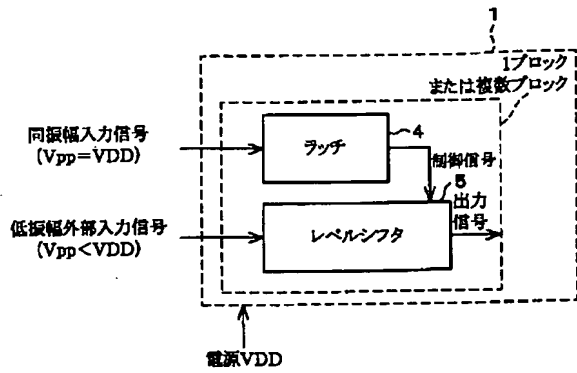 1
1ブロック
または複数ブロック
同振幅入力信号
(Vpp=VDD)
ラッチ
4
制御信号
5
出力
信号
低振幅外部入力信号
(Vpp<VDD)
レベルシフタ
電源VDD